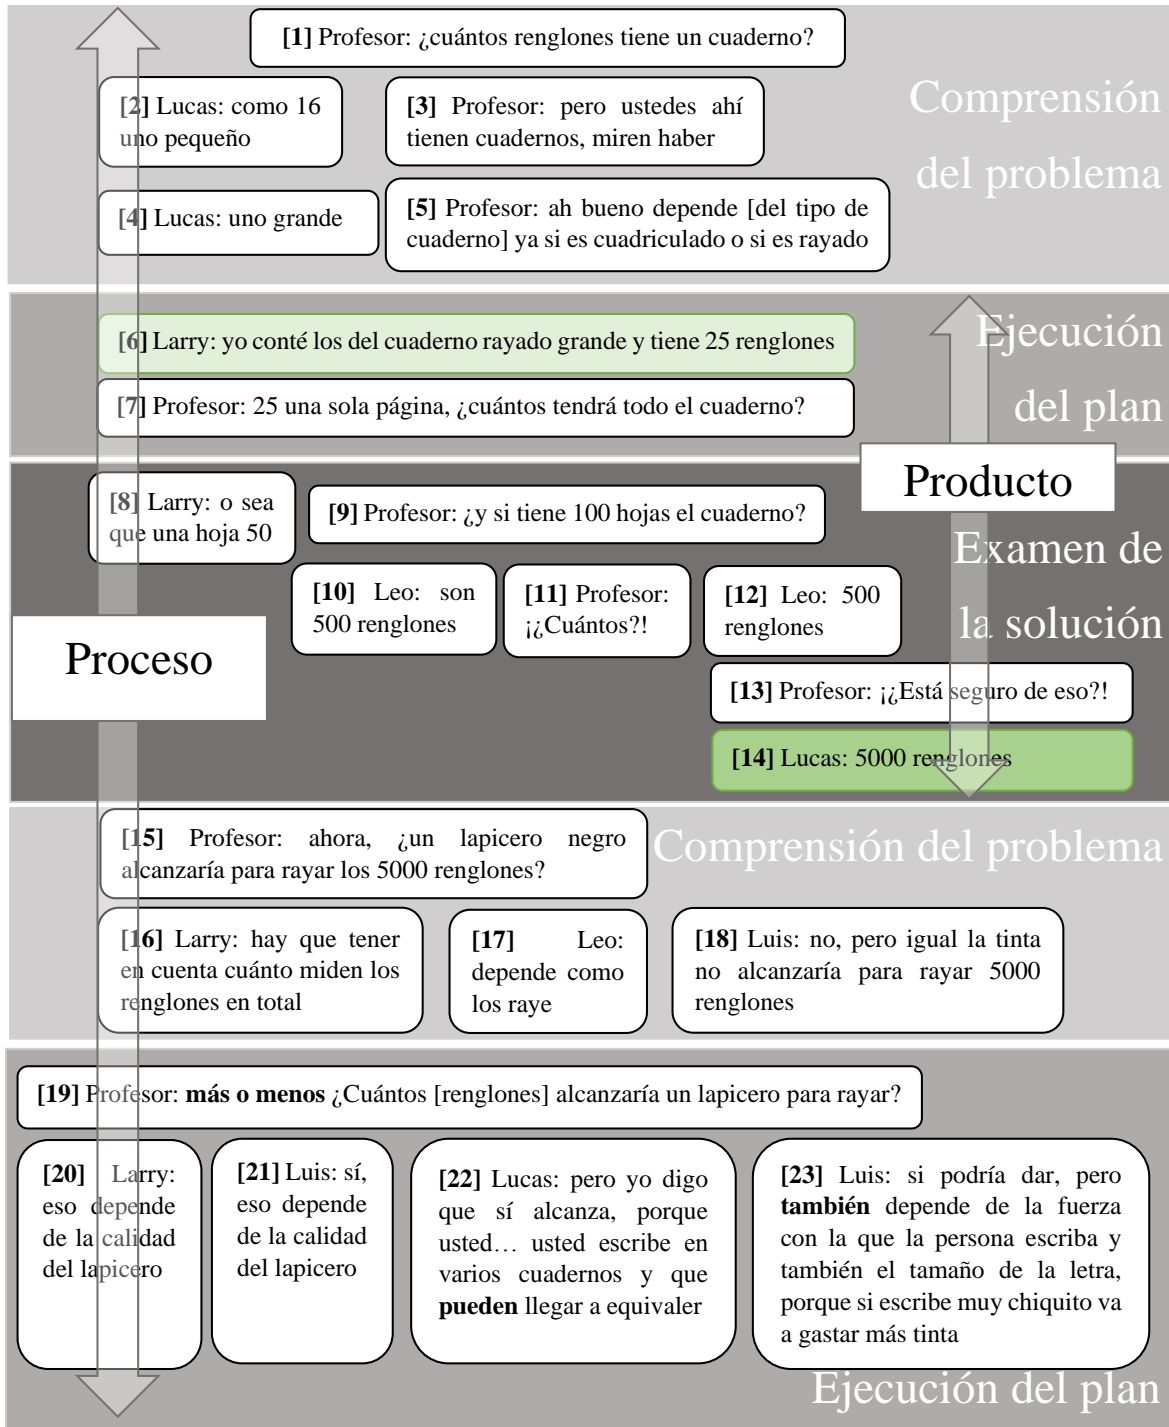 [1] Profesor: ¿cuántos renglones tiene un cuaderno?
Comprensión
del problema
[2] Lucas: como 16
uno pequeño
[3] Profesor: pero ustedes ahí
tienen cuadernos, miren haber
[4] Lucas: uno grande
[5] Profesor: ah bueno depende [del tipo de
cuaderno] ya si es cuadriculado o si es rayado
Ejecución
del plan
[6] Larry: yo conté los del cuaderno rayado grande y tiene 25 renglones
[7] Profesor: 25 una sola página, ¿cuántos tendrá todo el cuaderno?
Producto
Examen de
la solución
[8] Larry: o sea
que una hoja 50
[9] Profesor: ¿y si tiene 100 hojas el cuaderno?
[10] Leo: son
500 renglones
[11] Profesor:
¡¿Cuántos?!
[12] Leo: 500
renglones
Proceso
[13] Profesor: ¡¿Está seguro de eso?!
[14] Lucas: 5000 renglones
Comprensión del problema
[15] Profesor: ahora, ¿un lapicero negro
alcanzaría para rayar los 5000 renglones?
[16] Larry: hay que tener
en cuenta cuánto miden los
renglones en total
[17] Leo:
depende como
los raye
[18] Luis: no, pero igual la tinta
no alcanzaría para rayar 5000
renglones
[19] Profesor: más o menos ¿Cuántos [renglones] alcanzaría un lapicero para rayar?
[20] Larry:
eso depende
de la calidad
del lapicero
[21] Luis: sí,
eso depende
de la calidad
del lapicero
[22] Lucas: pero yo digo
que sí alcanza, porque
usted… usted escribe en
varios cuadernos y que
pueden llegar a equivaler
[23] Luis: si podría dar, pero
también depende de la fuerza
con la que la persona escriba y
también el tamaño de la letra,
porque si escribe muy chiquito va
a gastar más tinta
Ejecución del plan